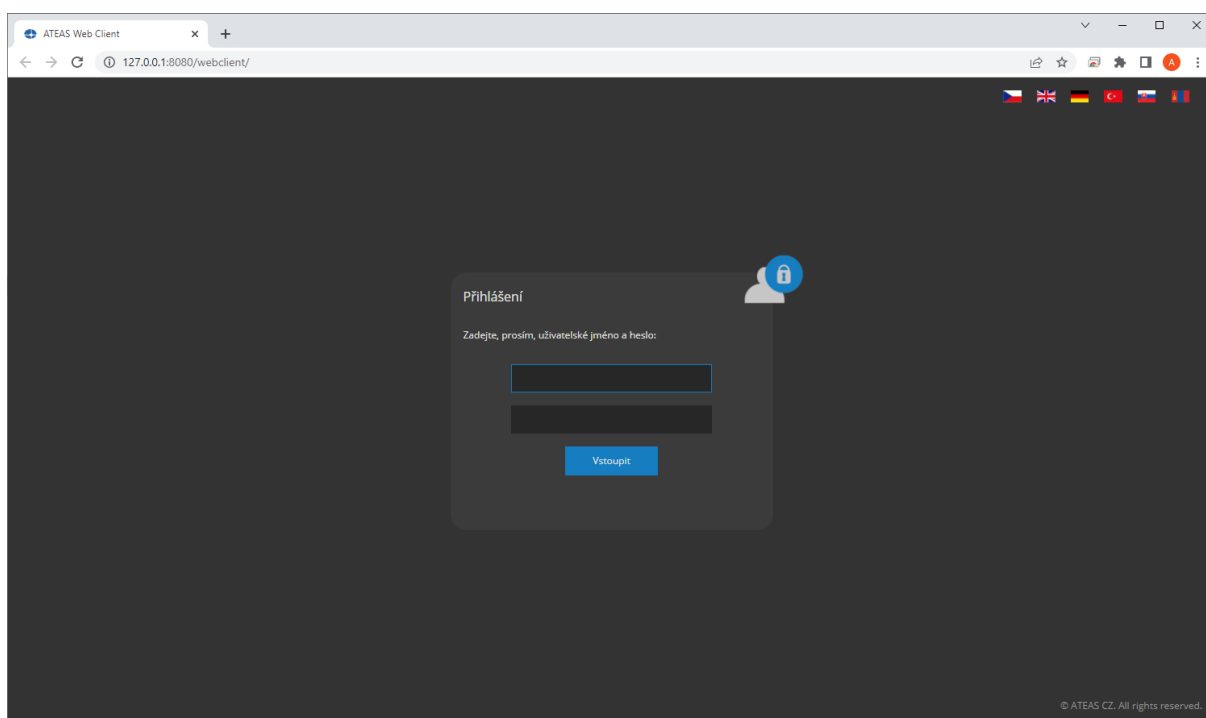 ATEAS Web Client
127.0.0.1:8080/webclient/
A
Přihlášení
Zadejte, prosím, uživatelské jméno a heslo:
Vstoupit
© ATEAS CZ. All rights reserved.